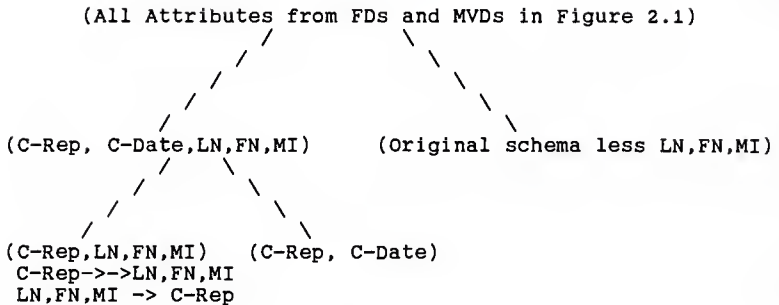 (All Attributes from FDs and MVDs in Figure 2.1)
(C-Rep, C-Date,LN,FN,MI) (Original schema less LN,FN,MI)
(C-Rep,LN,FN,MI) (C-Rep, C-Date)
C-Rep->->LN,FN,MI
LN,FN,MI -> C-Rep